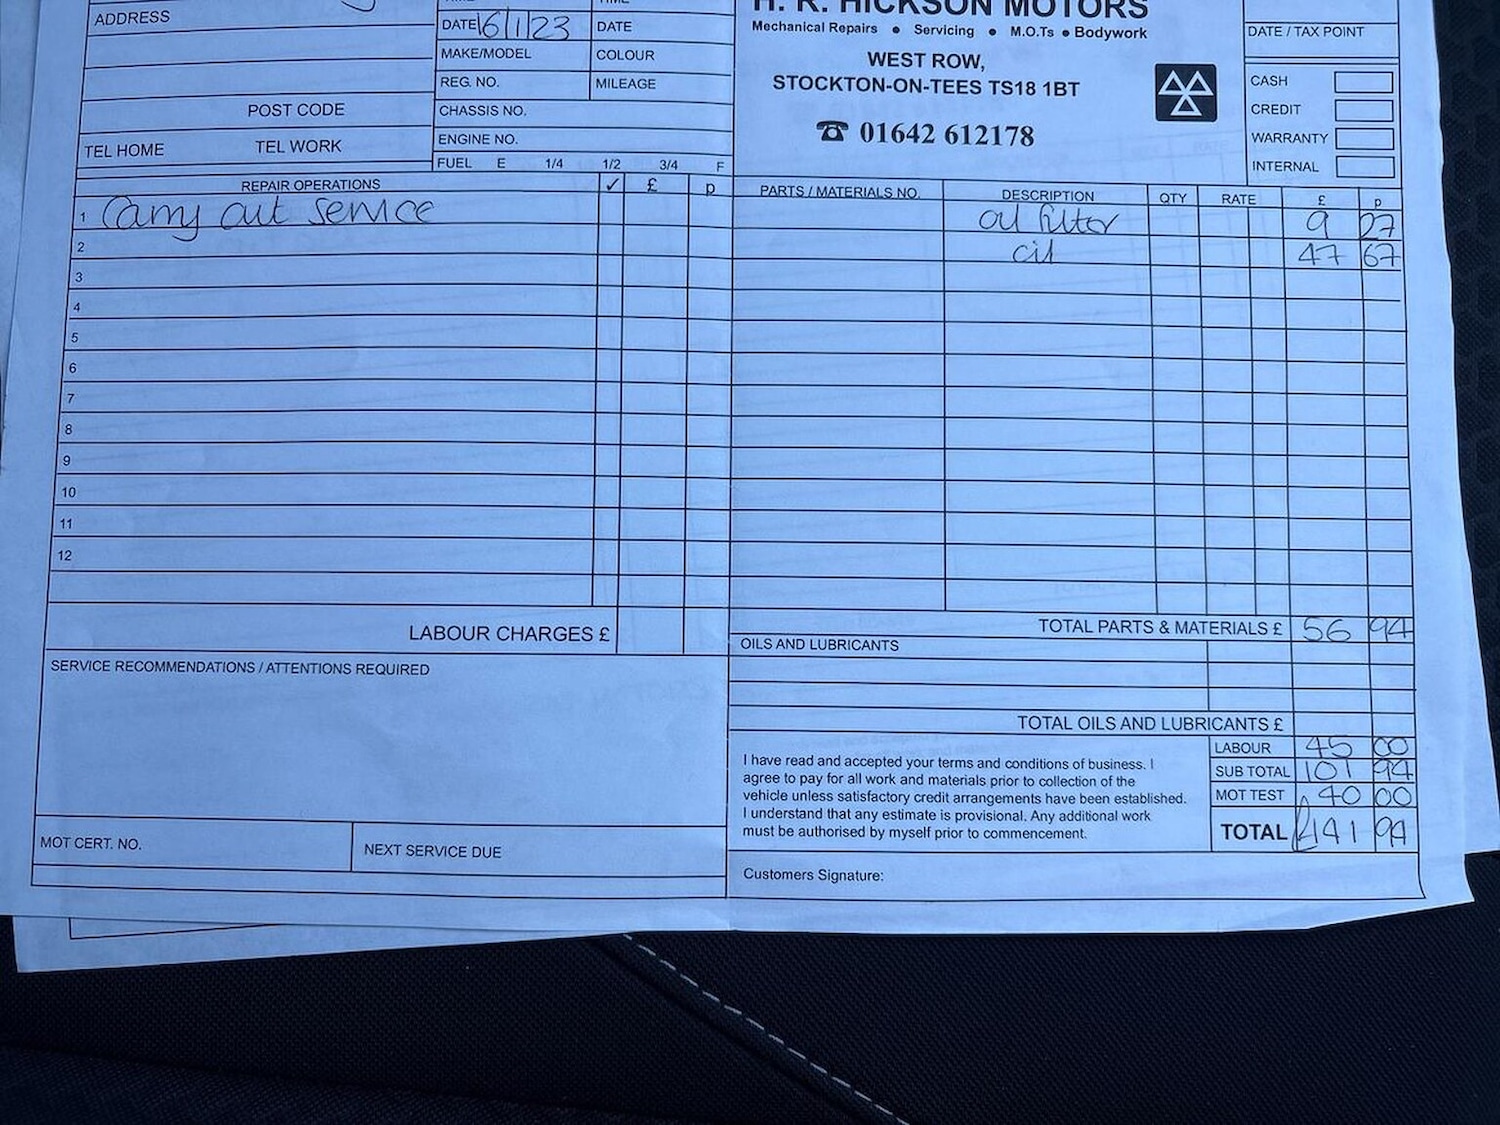 H. R. HICKSON MOTORS
ADDRESS
DATE 6/1/23 DATE
Mechanical Repairs • Servicing • M.O.Ts • Bodywork
DATE / TAX POINT
MAKE/MODEL COLOUR
WEST ROW,
REG. NO. MILEAGE
STOCKTON-ON-TEES TS18 1BT
CASH
POST CODE
CHASSIS NO.
CREDIT
☎ 01642 612178
ENGINE NO.
WARRANTY
TEL HOME TEL WORK
FUEL E 1/4 1/2 3/4 F
INTERNAL
REPAIR OPERATIONS ✓ £ p PARTS / MATERIALS NO. DESCRIPTION QTY RATE £ p
1 Carry out service oil filter 9 27
2 oil 47 67
3
4
5
6
7
8
9
10
11
12
LABOUR CHARGES £ TOTAL PARTS & MATERIALS £ 56 94
OILS AND LUBRICANTS
SERVICE RECOMMENDATIONS / ATTENTIONS REQUIRED
TOTAL OILS AND LUBRICANTS £
LABOUR 45 00
SUB TOTAL 101 94
MOT TEST 40 00
TOTAL £141 94
I have read and accepted your terms and conditions of business. I
agree to pay for all work and materials prior to collection of the
vehicle unless satisfactory credit arrangements have been established.
I understand that any estimate is provisional. Any additional work
must be authorised by myself prior to commencement.
MOT CERT. NO. NEXT SERVICE DUE
Customers Signature: